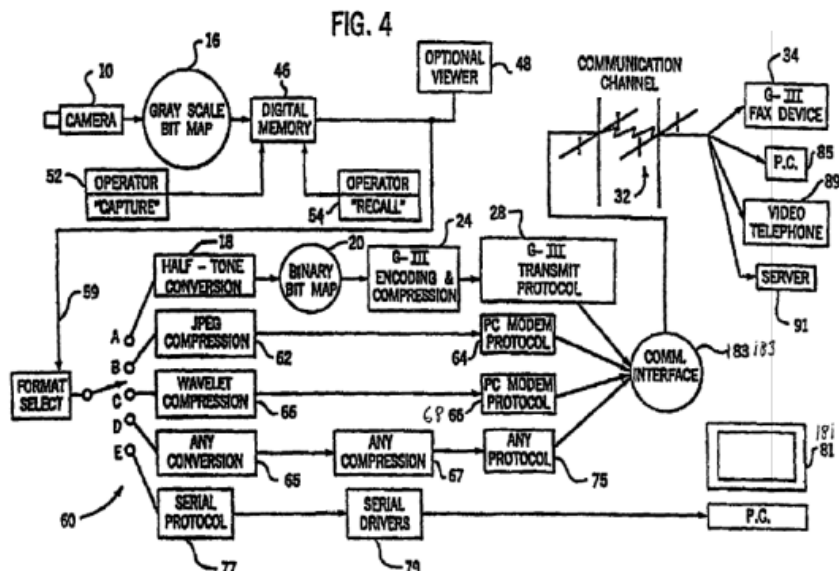 FIG. 4
16
10
CAMERA
GRAY SCALE
BIT MAP
46
DIGITAL
MEMORY
OPTIONAL
VIEWER
48
COMMUNICATION
CHANNEL
32
34
G-III
FAX DEVICE
P.C.
85
VIDEO
TELEPHONE
89
SERVER
91
52
OPERATOR
"CAPTURE"
OPERATOR
"RECALL"
54
59
18
HALF-TONE
CONVERSION
20
BINARY
BIT MAP
24
G-III
ENCODING &
COMPRESSION
28
G-III
TRANSMIT
PROTOCOL
FORMAT
SELECT
A
B
C
D
E
60
JPEG
COMPRESSION
62
PC MODEM
PROTOCOL
64
COMM.
INTERFACE
183 183
WAVELET
COMPRESSION
66
PC MODEM
PROTOCOL
68 66
ANY
CONVERSION
65
ANY
COMPRESSION
67
ANY
PROTOCOL
75
181
81
SERIAL
PROTOCOL
77
SERIAL
DRIVERS
79
P.C.